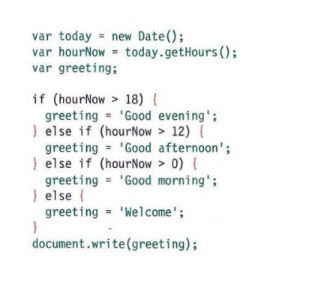 var today = new Date();
var hourNow = today.getHours();
var greeting;
if (hourNow > 18) {
greeting = 'Good evening';
} else if (hourNow > 12) {
greeting = 'Good afternoon';
} else if (hourNow > 0) {
greeting = 'Good morning';
} else {
greeting = 'Welcome';
}
document.write(greeting);